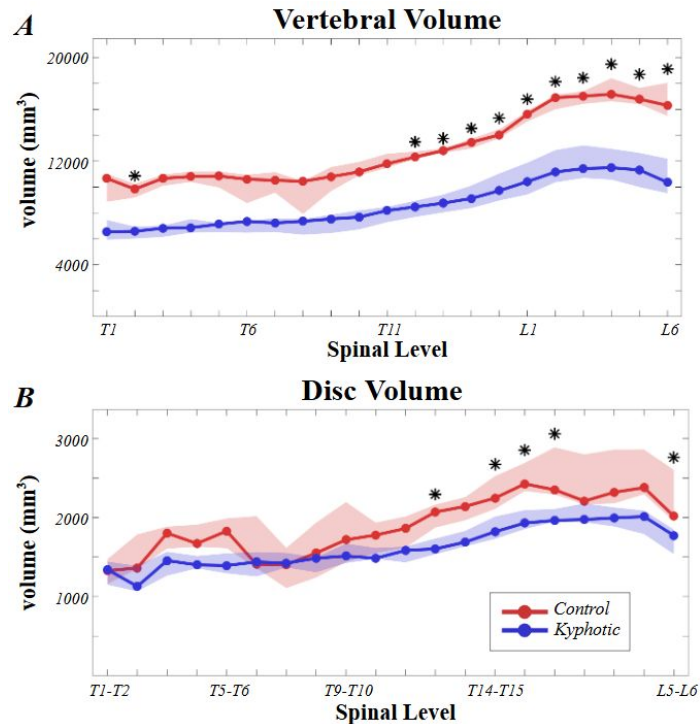 A Vertebral Volume
20000
12000
4000
volume (mm³)
T1 T6 T11 L1 L6
Spinal Level
B Disc Volume
3000
2000
1000
volume (mm³)
Control
Kyphotic
T1-T2 T5-T6 T9-T10 T14-T15 L5-L6
Spinal Level